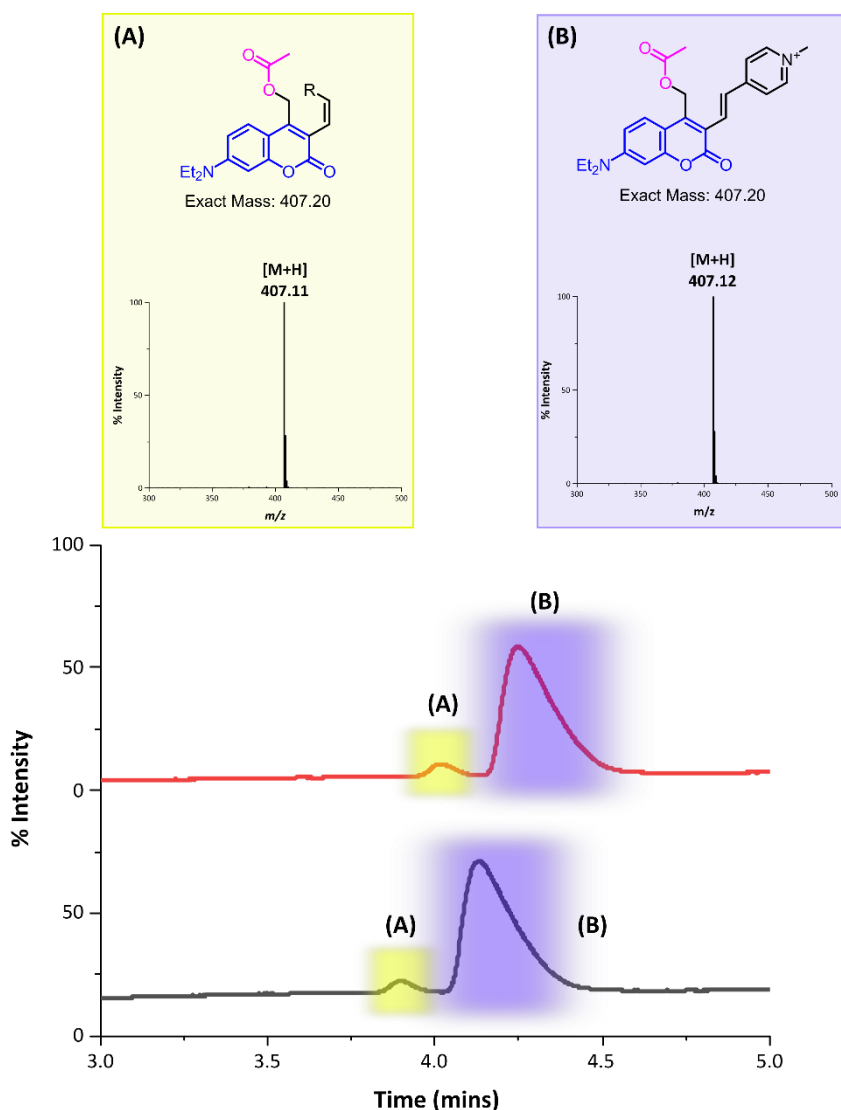 (A)
O
O
R
Et2N
O
O
Exact Mass: 407.20
[M+H]
407.11
% Intensity
100
50
0
300
350
400
450
500
m/z
(B)
O
O
N+
Et2N
O
O
Exact Mass: 407.20
[M+H]
407.12
% Intensity
100
50
0
300
350
400
450
500
m/z
% Intensity
100
(B)
50
(A)
0
50
(A)
(B)
0
3.0
3.5
4.0
4.5
5.0
Time (mins)